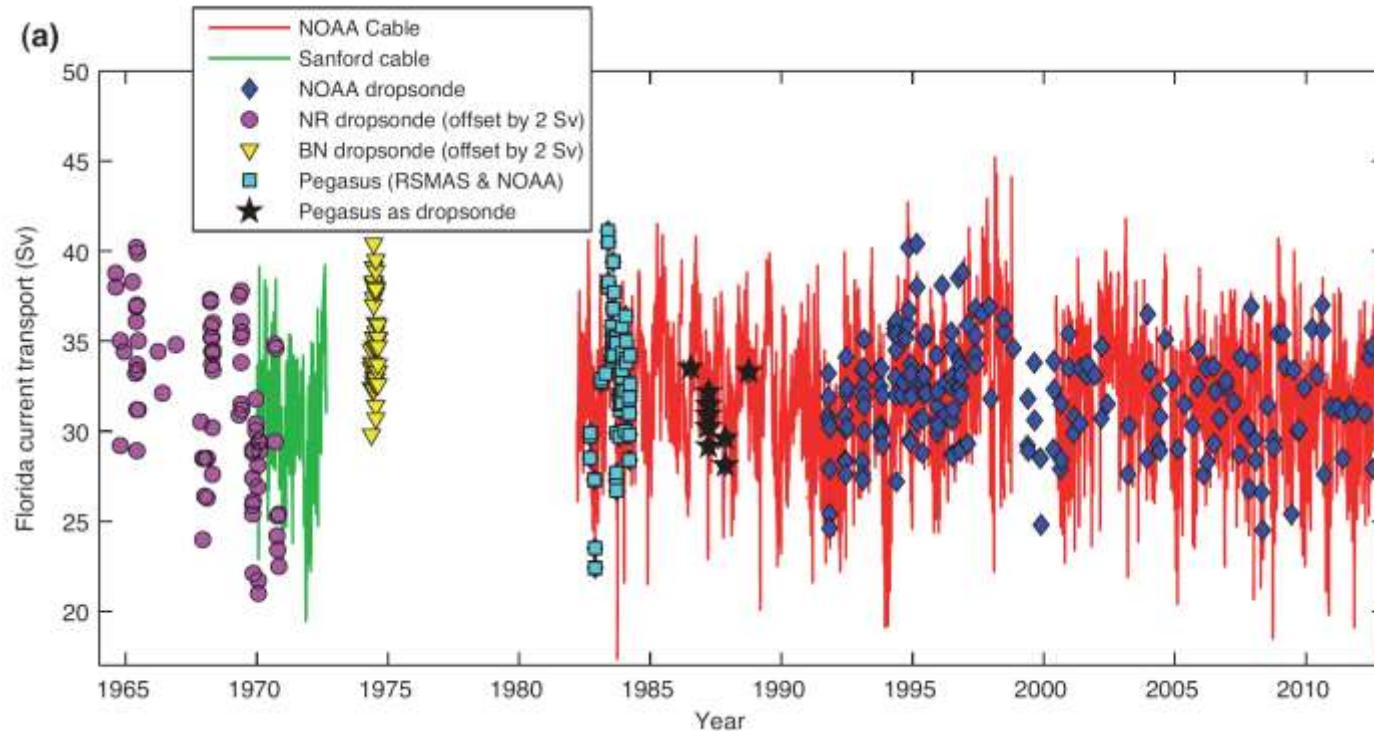 (a)
NOAA Cable
Sanford cable
NOAA dropsonde
NR dropsonde (offset by 2 Sv)
BN dropsonde (offset by 2 Sv)
Pegasus (RSMAS & NOAA)
Pegasus as dropsonde
50
45
40
35
30
25
20
Florida current transport (Sv)
1965 1970 1975 1980 1985 1990 1995 2000 2005 2010
Year